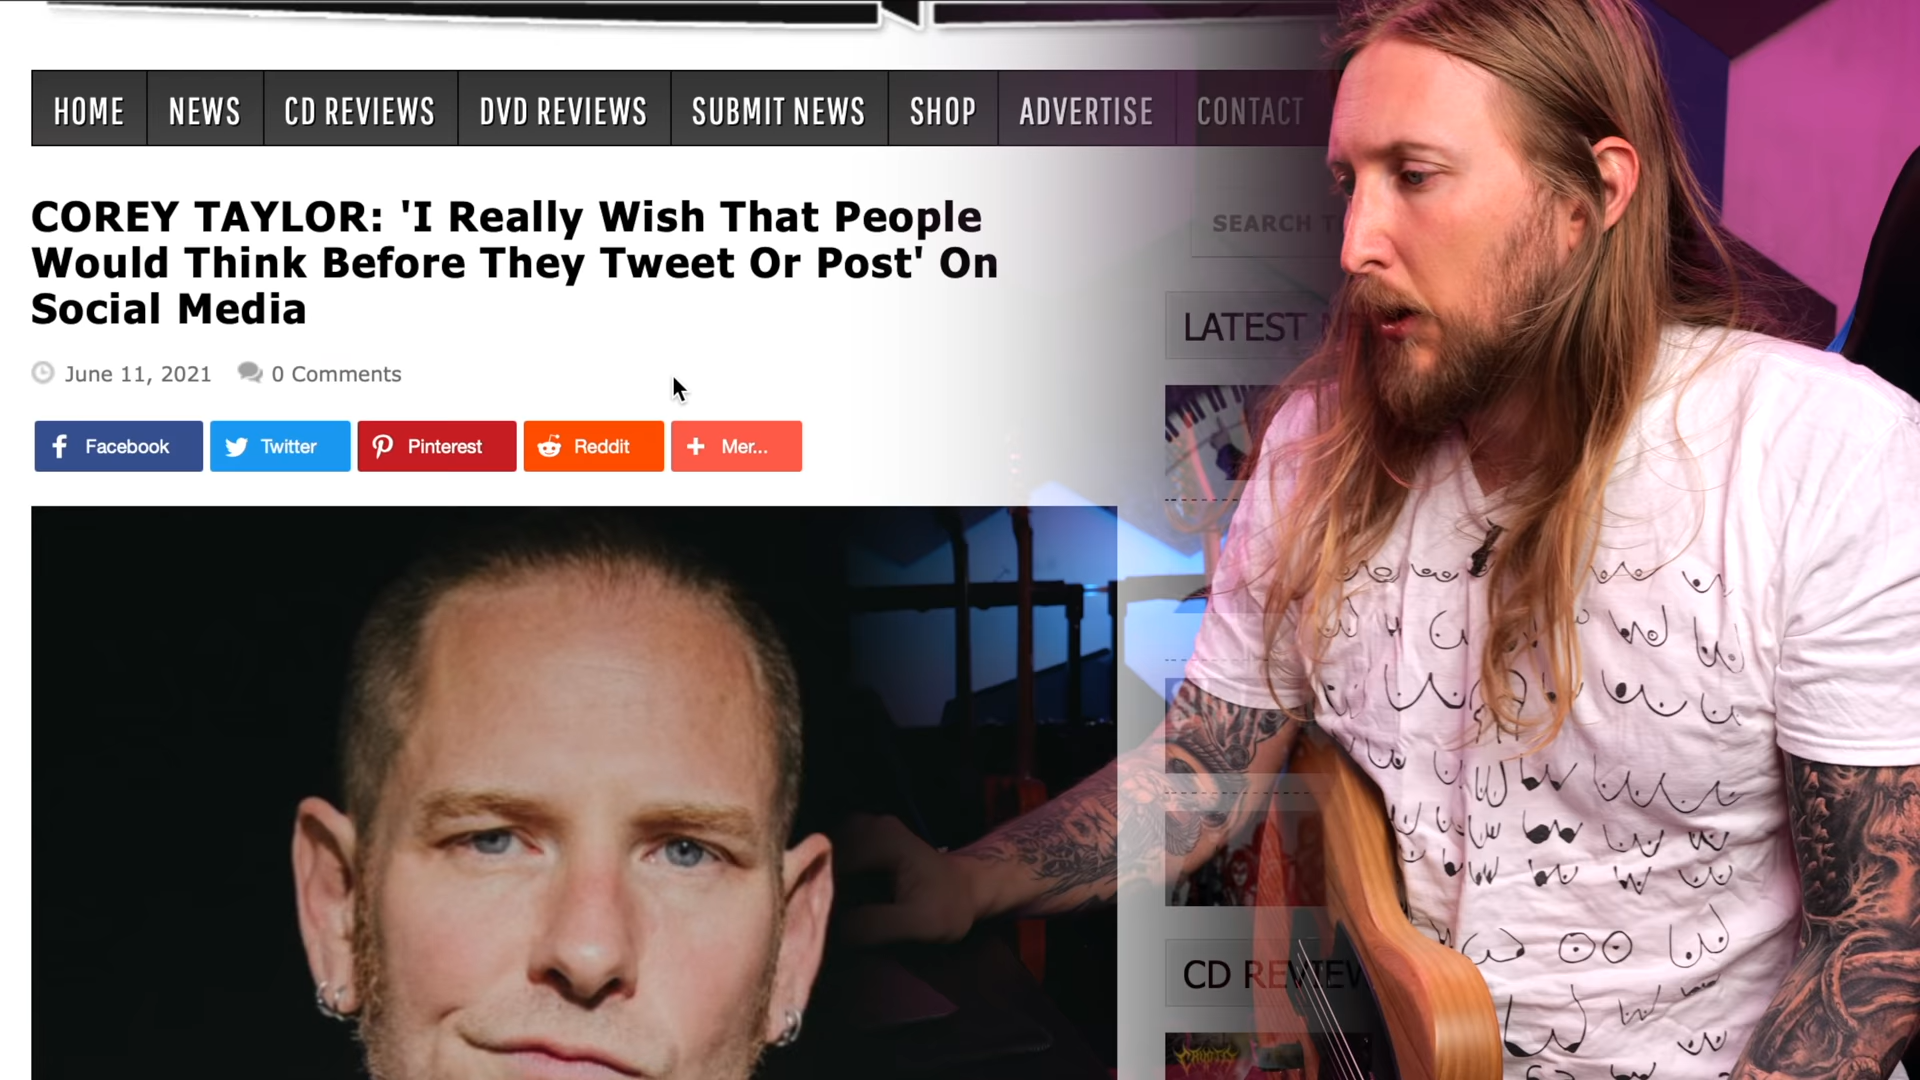 HOME NEWS CD REVIEWS DVD REVIEWS SUBMIT NEWS SHOP ADVERTISE CONTACT
COREY TAYLOR: 'I Really Wish That People
Would Think Before They Tweet Or Post' On
Social Media
June 11, 2021 0 Comments
Facebook Twitter Pinterest Reddit + Mer...
SEARCH
LATEST
CD REVIEW